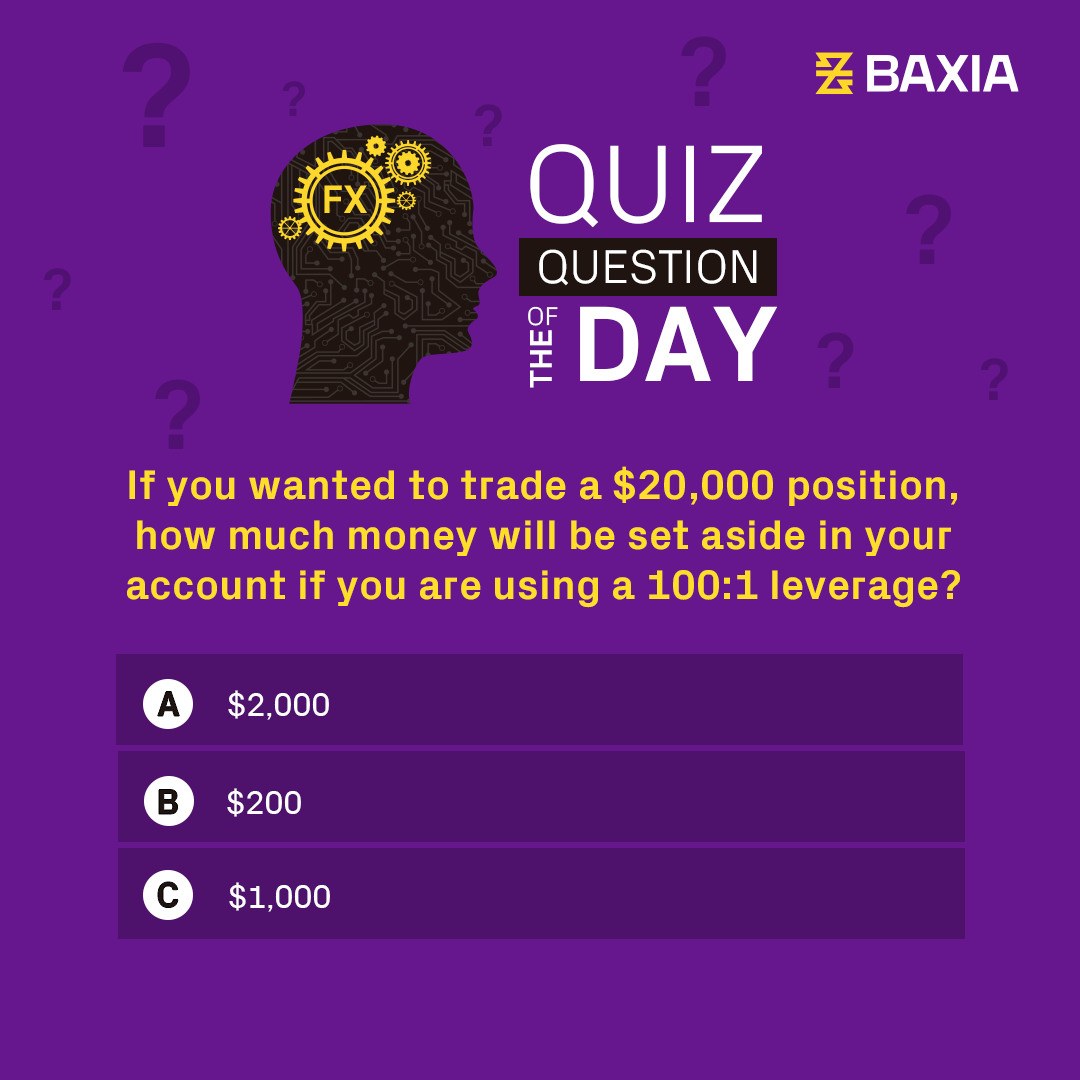 BAXIA
FX
QUIZ
QUESTION
OF THE
DAY
If you wanted to trade a $20,000 position,
how much money will be set aside in your
account if you are using a 100:1 leverage?
A $2,000
B $200
C $1,000